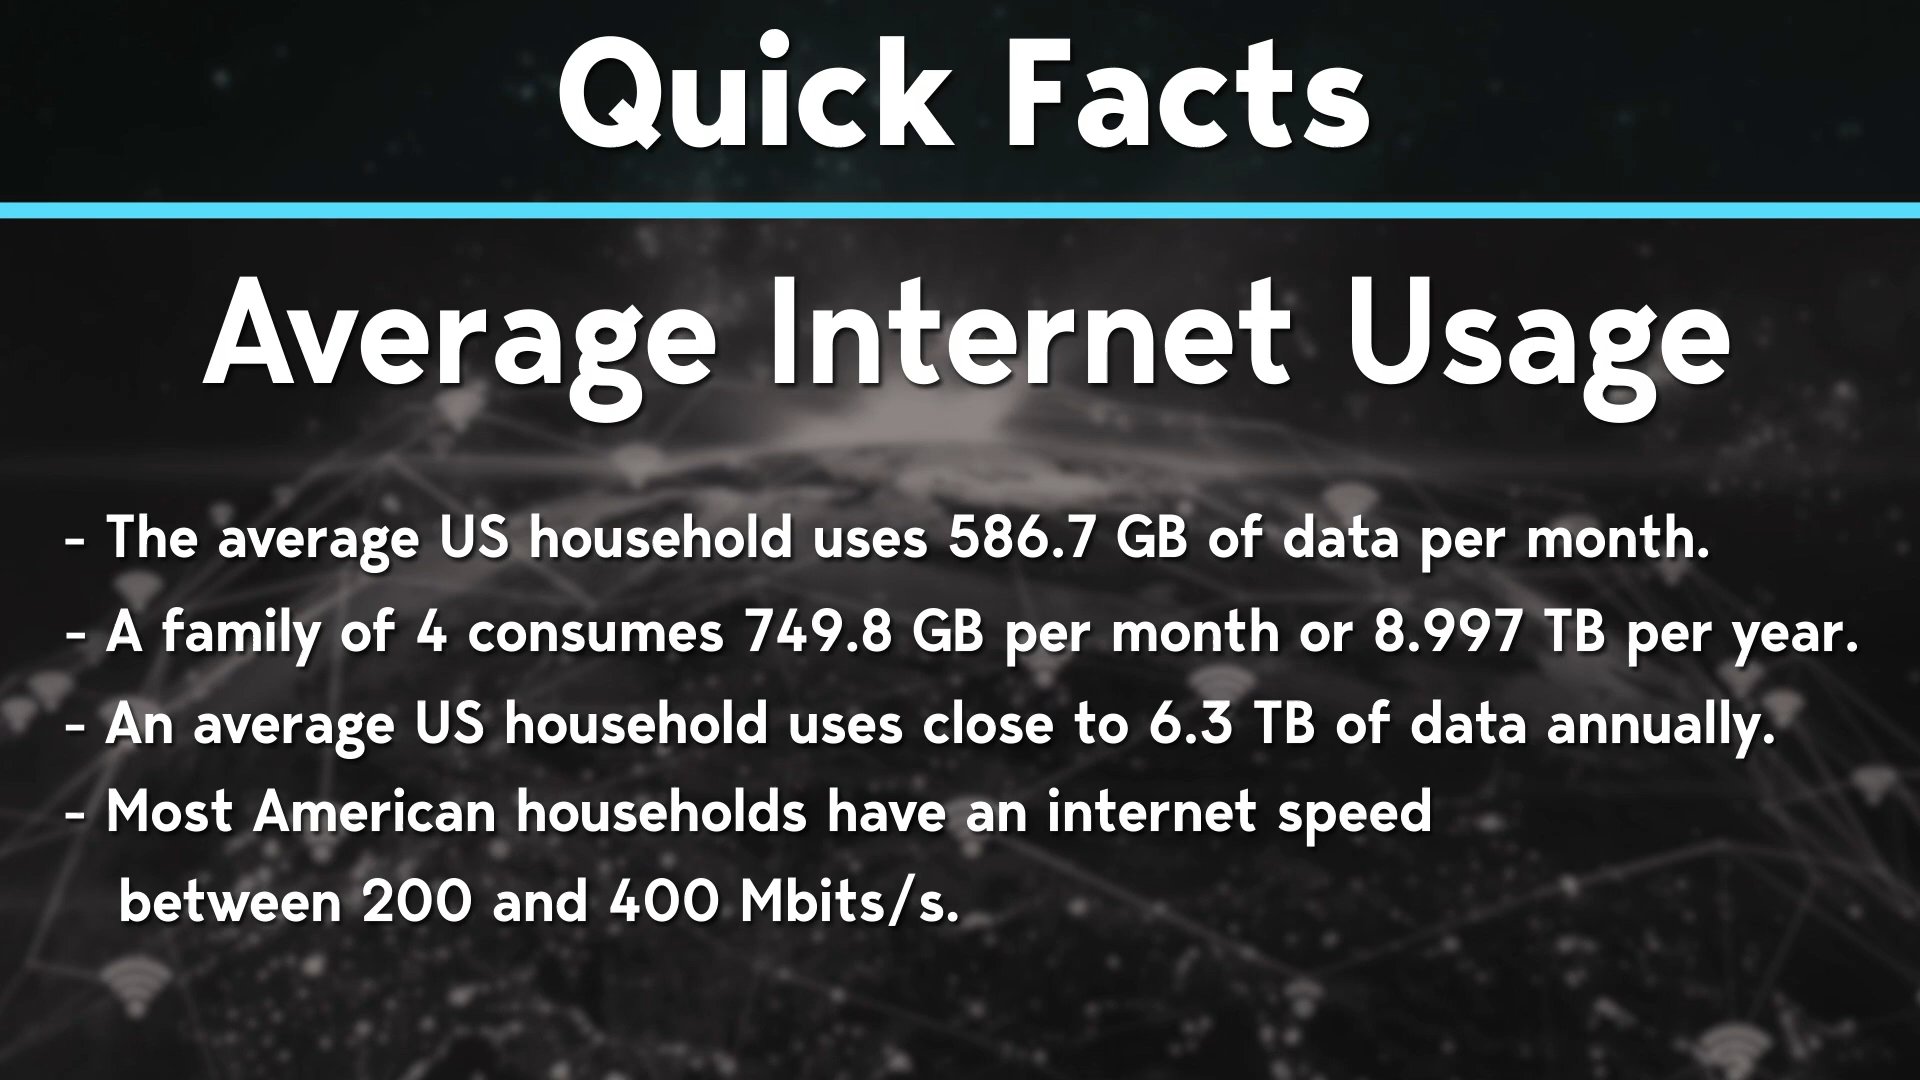 Quick Facts
Average Internet Usage
- The average US household uses 586.7 GB of data per month.
- A family of 4 consumes 749.8 GB per month or 8.997 TB per year.
- An average US household uses close to 6.3 TB of data annually.
- Most American households have an internet speed
between 200 and 400 Mbits/s.